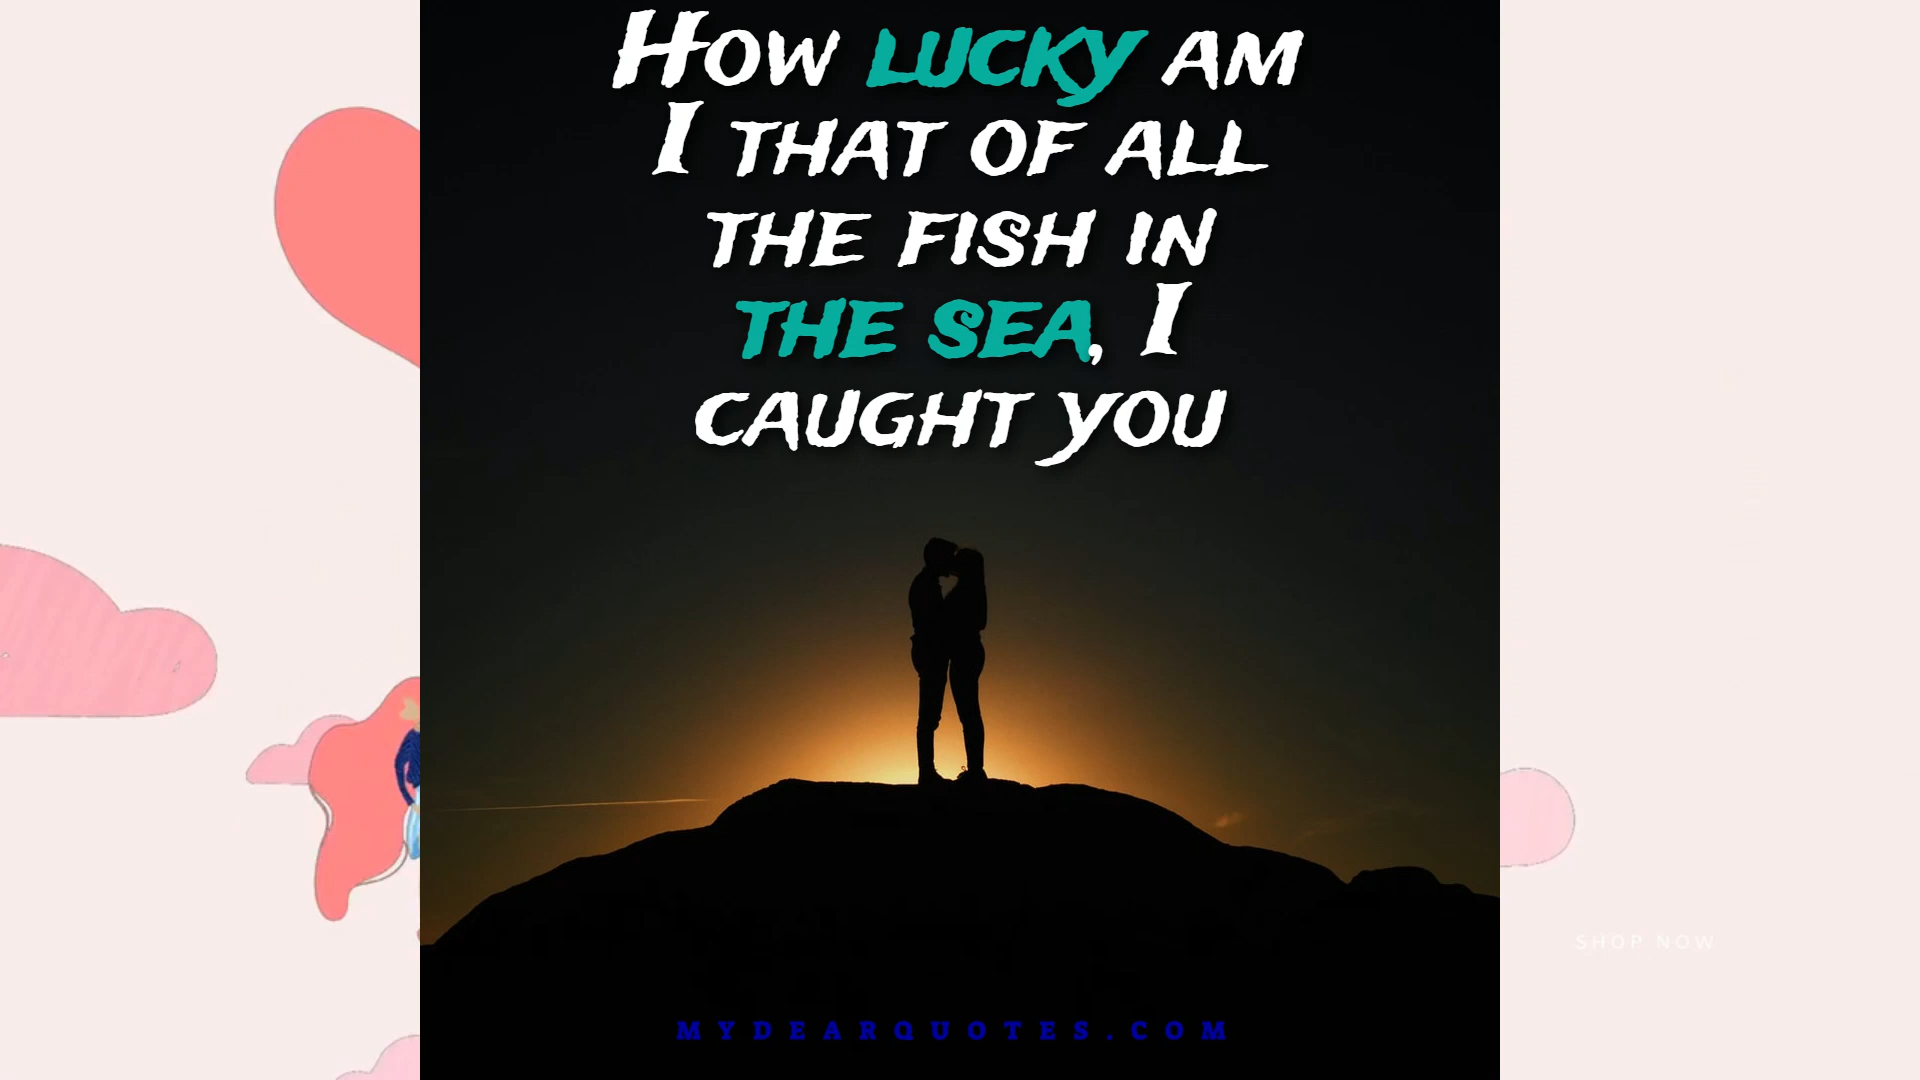 How lucky am
I that of all
the fish in
the sea, I
caught you
SHOP NOW
MYDEARQUOTES.COM